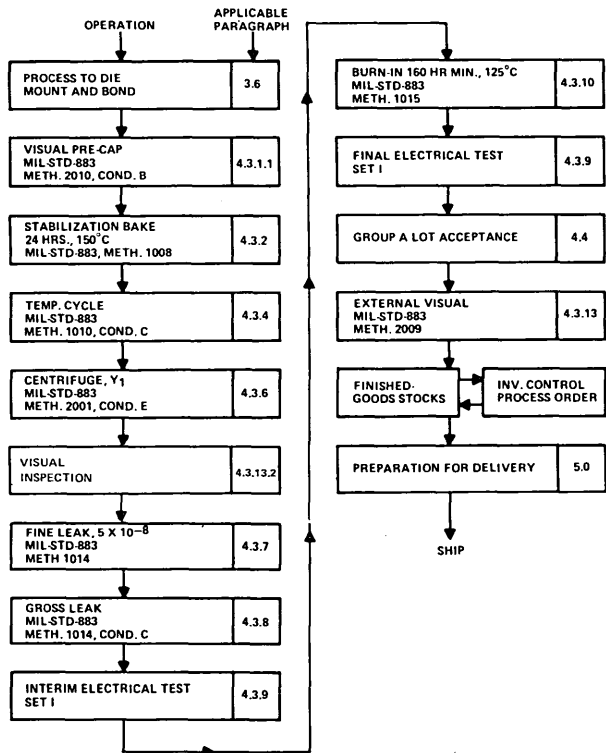 OPERATION
APPLICABLE
PARAGRAPH
PROCESS TO DIE
MOUNT AND BOND
3.6
VISUAL PRE-CAP
MIL-STD-883
METH. 2010, COND. B
4.3.1.1
STABILIZATION BAKE
24 HRS., 150°C
MIL-STD-883, METH. 1008
4.3.2
TEMP. CYCLE
MIL-STD-883
METH. 1010, COND. C
4.3.4
CENTRIFUGE, Y1
MIL-STD-883
METH. 2001, COND. E
4.3.6
VISUAL
INSPECTION
4.3.13.2
FINE LEAK, 5 X 10−8
MIL-STD-883
METH 1014
4.3.7
GROSS LEAK
MIL-STD-883
METH. 1014, COND. C
4.3.8
INTERIM ELECTRICAL TEST
SET I
4.3.9
BURN-IN 160 HR MIN., 125°C
MIL-STD-883
METH. 1015
4.3.10
FINAL ELECTRICAL TEST
SET I
4.3.9
GROUP A LOT ACCEPTANCE
4.4
EXTERNAL VISUAL
MIL-STD-883
METH. 2009
4.3.13
FINISHED-
GOODS STOCKS
INV. CONTROL
PROCESS ORDER
PREPARATION FOR DELIVERY
5.0
SHIP